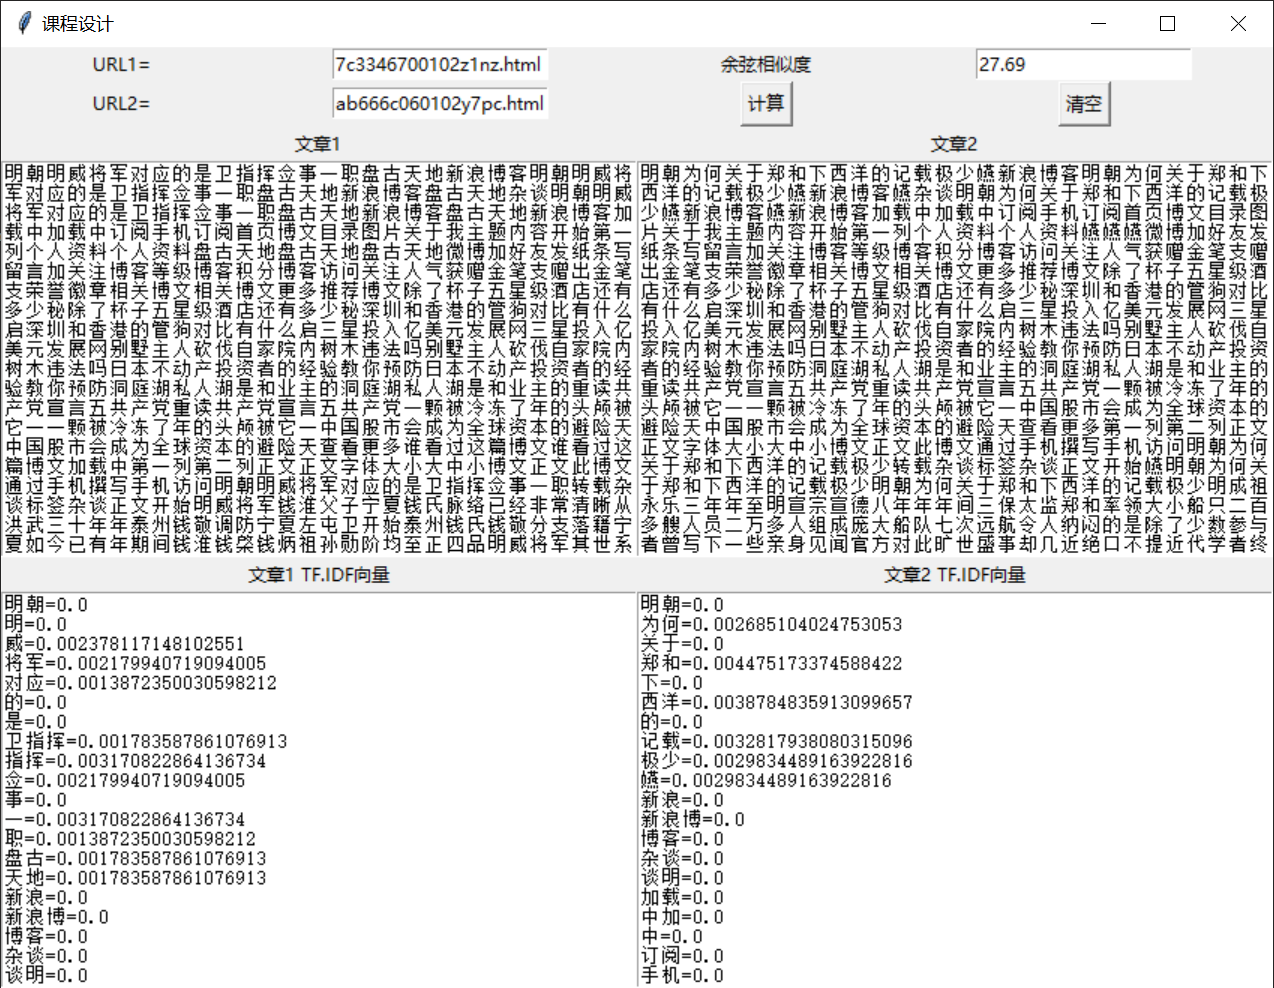 课程设计
URL1=
7c3346700102z1nz.html
余弦相似度
27.69
URL2=
ab666c060102y7pc.html
计算
清空
文章1
文章2
明朝明威将军对应的是卫指挥佥事一职盘古天地新浪博客明朝明威将
军对应的是卫指挥佥事一职盘古天地新浪博客盘古天地杂谈明朝明威
将军对应的是卫指挥佥事一职盘古天地新浪博客盘古天地新浪博客加
载中加载中订阅手机订阅首页博文目录图片关于我主题内容开始第一
列个人资料个人资料盘古天地盘古天地微博加好友发纸条写
留言加关注博客等级博客积分博客访问关注人气获赠金笔支赠出金笔
支荣誉徽章相关博文相关博文更多推荐博文除了杯子五星级酒店还有
多少秘除了杯子五星级酒店还有多少秘深圳和香港的管狗对比有什么
启深圳和香港的管狗对比有什么启三星投入亿美元发展网三星投入亿
美元发展网别墅主人砍伐自家院内树木违法吗别墅主人砍伐自家院内
树木违法吗日本不动产投资者的经验教你预防日本不动产投资者的经
验教你预防洞庭湖私人湖是和业主的洞庭湖私人湖是和业主的重读共
产党宣言五共产党重读共产党宣言五共产党一颗被冷冻了年的头颅被
它一一颗被冷冻了年的头颅被它一中国股市会成为全球资本的避险天
中国股市会成为全球资本的避险天查看更多谁看过这篇博文谁看过这
篇博文加载中第一列第二列正文正文字体大小大中小博文正文此博文
通过手机撰写手机访问明朝明威将军对应的是卫指挥佥事一职转载杂
谈标签杂谈正文开始明威将军钱淮父子宁夏钱氏脉络已经非常清晰从
洪武三十年年泰州钱敬调防宁夏左屯卫开始泰州钱氏钱敬分支落籍宁
夏如今已有年期间钱淮钱棨钱炳祖孙勋阶均至正四品明威将军其世系
明朝为何关于郑和下西洋的记载极少嬿新浪博客明朝为何关于郑和下
西洋的记载极少嬿新浪博客嬿杂谈明朝为何关于郑和下西洋的记载极
少嬿新浪博客嬿新浪博客加载中加载中订阅手机订阅首页博文目录图
片关于我主题内容开始第一列个人资料个人资料嬿嬿嬿微博加好友发
纸条写留言加关注博客等级博客积分博客访问关注人气获赠金笔支赠
出金笔支荣誉徽章相关博文相关博文更多推荐博文除了杯子五星级酒
店还有多少秘除了杯子五星级酒店还有多少秘深圳和香港的管狗对比
有什么启深圳和香港的管狗对比有什么启三星投入亿美元发展网三星
投入亿美元发展网别墅主人砍伐自家院内树木违法吗别墅主人砍伐自
家院内树木违法吗日本不动产投资者的经验教你预防日本不动产投资
者的经验教你预防洞庭湖私人湖是和业主的洞庭湖私人湖是和业主的
重读共产党宣言五共产党重读共产党宣言五共产党一颗被冷冻了年的
头颅被它一一颗被冷冻了年的头颅被它一中国股市会成为全球资本的
避险天中国股市会成为全球资本的避险天查看更多第一列第二列正文
正文字体大小大中小博文正文此博文通过手机撰写手机访问明朝为何
关于郑和下西洋的记载极少转载杂谈标签杂谈正文开始嬿明朝为何关
于郑和下西洋的记载极少明朝为何关于郑和下西洋的记载极少明成祖
永乐三年年至明宣宗宣德八年年年间三保太监郑和率领大小船只二百
多艘人员二万多人组成庞大船队七次远航令人纳闷的是除了少数参与
者曾写下一些亲身见闻官方对此旷世盛事却几近绝口不提近代学者终
文章1 TF.IDF向量
文章2 TF.IDF向量
明朝=0.0
明=0.0
威=0.002378117148102551
将军=0.002179940719094005
对应=0.0013872350030598212
的=0.0
是=0.0
卫指挥=0.001783587861076913
指挥=0.003170822864136734
佥=0.002179940719094005
事=0.0
一=0.003170822864136734
职=0.0013872350030598212
盘古=0.001783587861076913
天地=0.001783587861076913
新浪=0.0
新浪博=0.0
博客=0.0
杂谈=0.0
谈明=0.0
明朝=0.0
为何=0.002685104024753053
关于=0.0
郑和=0.004475173374588422
下=0.0
西洋=0.0038784835913099657
的=0.0
记载=0.003281793808031​5096
极少=0.0029834489163922816
嬿=0.0029834489163922816
新浪=0.0
新浪博=0.0
博客=0.0
杂谈=0.0
谈明=0.0
加载=0.0
中加=0.0
中=0.0
订阅=0.0
手机=0.0